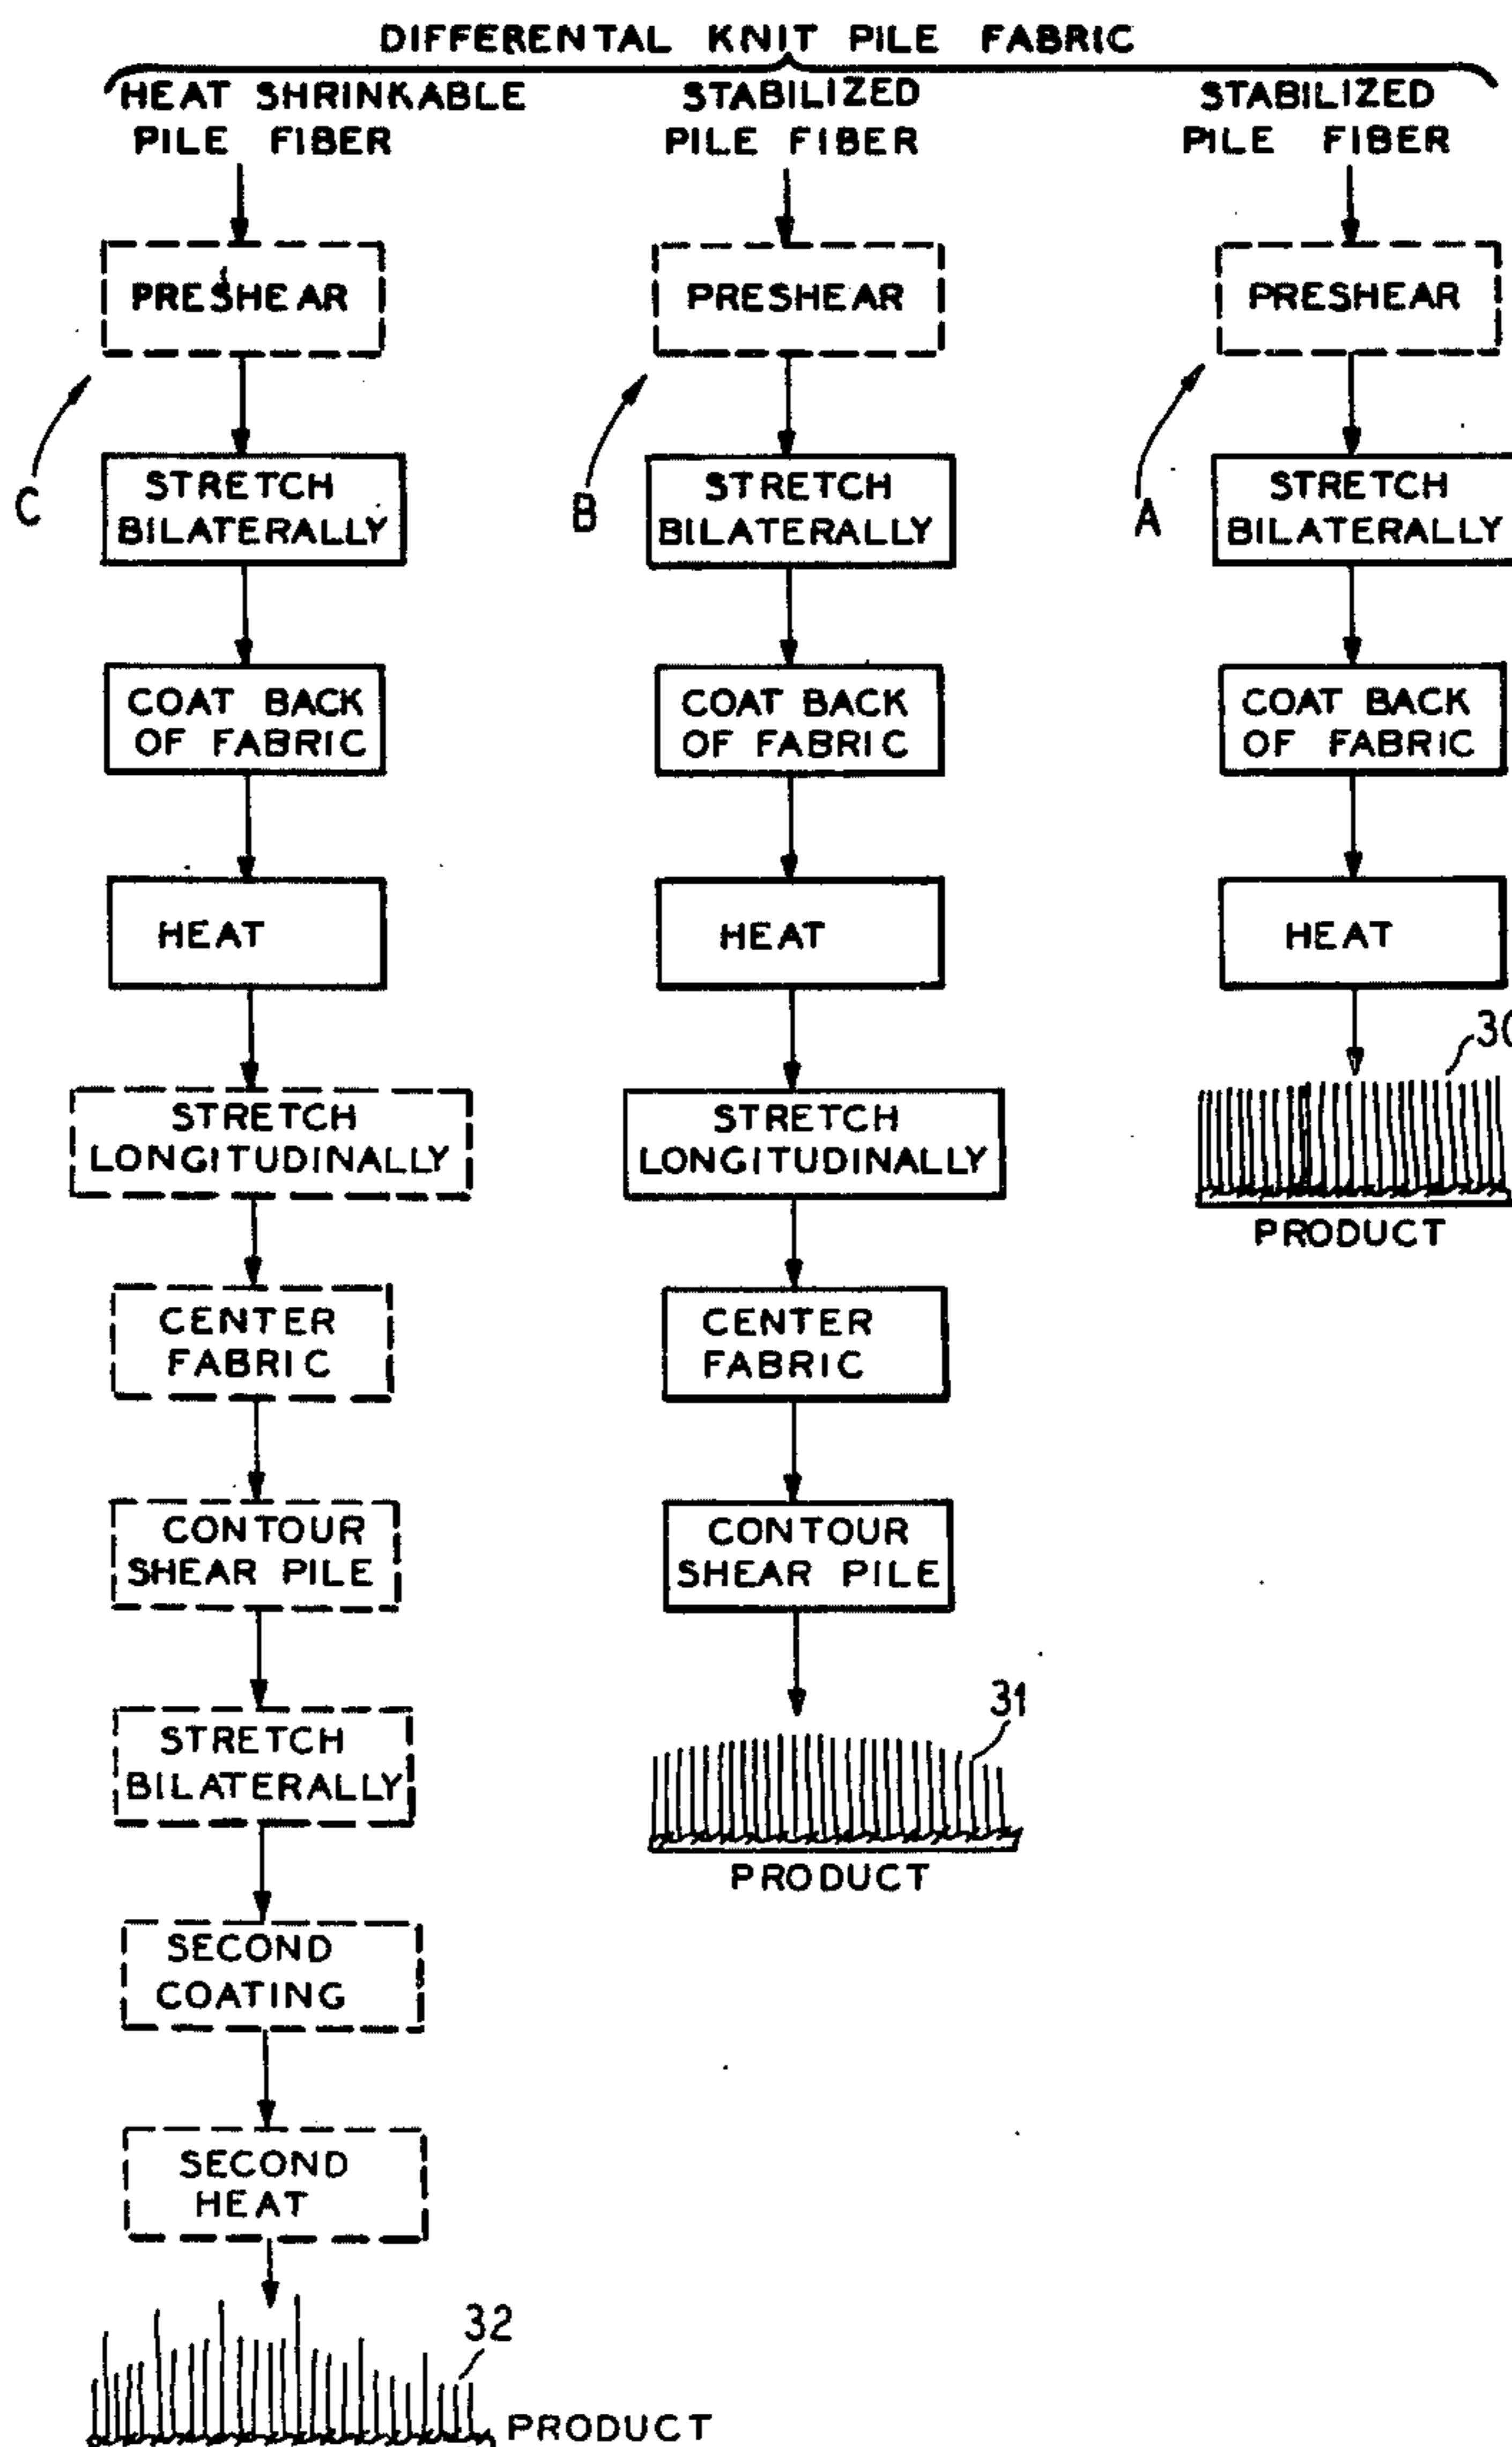 DIFFERENTAL KNIT PILE FABRIC
HEAT SHRINKABLE
PILE FIBER
PRESHEAR
C
STRETCH
BILATERALLY
COAT BACK
OF FABRIC
HEAT
STRETCH
LONGITUDINALLY
CENTER
FABRIC
CONTOUR
SHEAR PILE
STRETCH
BILATERALLY
SECOND
COATING
SECOND
HEAT
32
PRODUCT
STABILIZED
PILE FIBER
PRESHEAR
B
STRETCH
BILATERALLY
COAT BACK
OF FABRIC
HEAT
STRETCH
LONGITUDINALLY
CENTER
FABRIC
CONTOUR
SHEAR PILE
31
PRODUCT
STABILIZED
PILE FIBER
PRESHEAR
A
STRETCH
BILATERALLY
COAT BACK
OF FABRIC
HEAT
30
PRODUCT